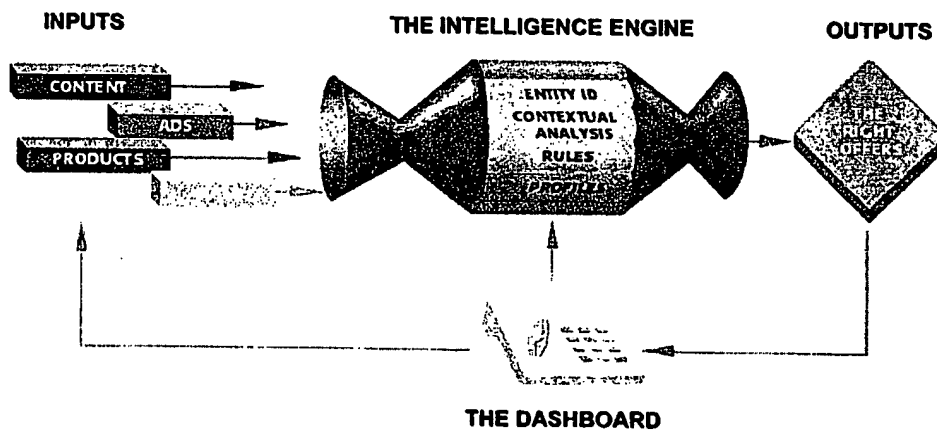 INPUTS
THE INTELLIGENCE ENGINE
OUTPUTS
CONTENT
ADS
PRODUCTS
ENTITY ID
CONTEXTUAL
ANALYSIS
RULES
PROFILES
THE
RIGHT
OFFERS
THE DASHBOARD